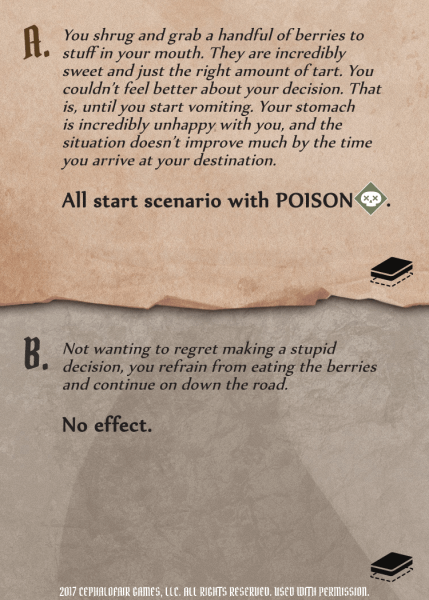 A.
You shrug and grab a handful of berries to
stuff in your mouth. They are incredibly
sweet and just the right amount of tart. You
couldn't feel better about your decision. That
is, until you start vomiting. Your stomach
is incredibly unhappy with you, and the
situation doesn't improve much by the time
you arrive at your destination.
All start scenario with POISON.
B.
Not wanting to regret making a stupid
decision, you refrain from eating the berries
and continue on down the road.
No effect.
2017 CEPHALOFAIR GAMES, LLC. ALL RIGHTS RESERVED. USED WITH PERMISSION.